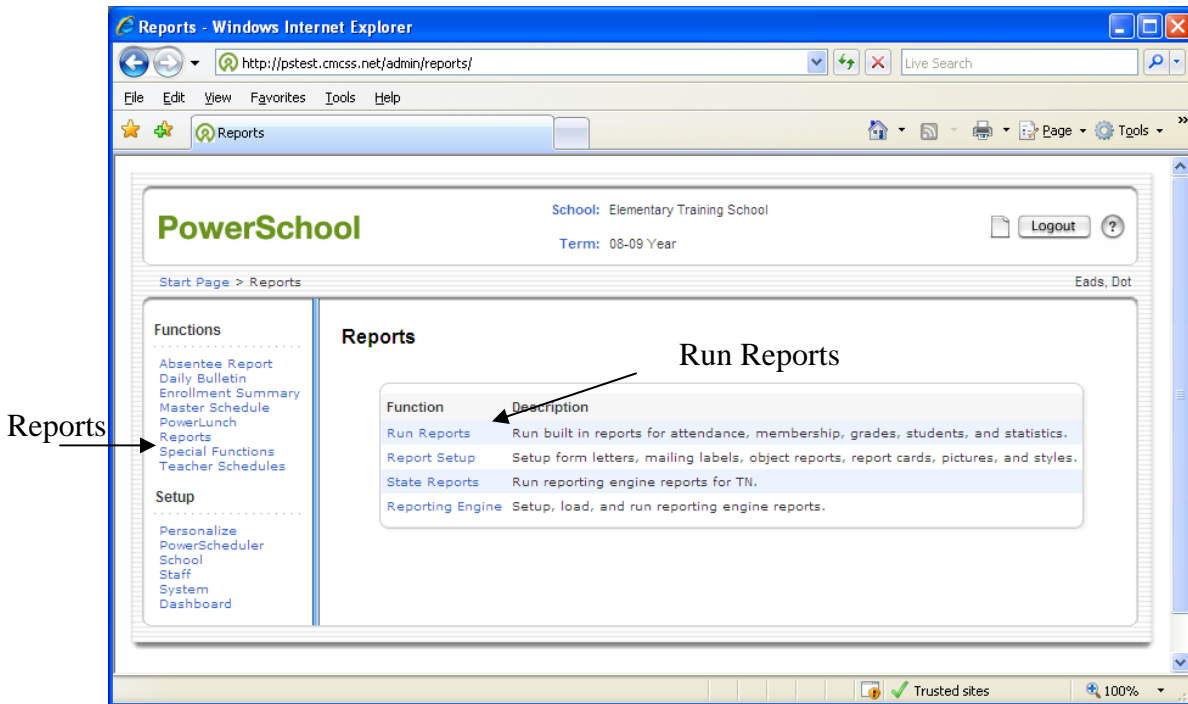 Reports - Windows Internet Explorer
http://pstest.cmcss.net/admin/reports/
Live Search
File Edit View Favorites Tools Help
Reports
Page Tools
PowerSchool
School: Elementary Training School
Term: 08-09 Year
Logout ?
Start Page > Reports
Eads, Dot
Functions
Absentee Report
Daily Bulletin
Enrollment Summary
Master Schedule
PowerLunch
Reports
Special Functions
Teacher Schedules
Setup
Personalize
PowerScheduler
School
Staff
System
Dashboard
Reports
Reports
Run Reports
Function Description
Run Reports Run built in reports for attendance, membership, grades, students, and statistics.
Report Setup Setup form letters, mailing labels, object reports, report cards, pictures, and styles.
State Reports Run reporting engine reports for TN.
Reporting Engine Setup, load, and run reporting engine reports.
Trusted sites
100%